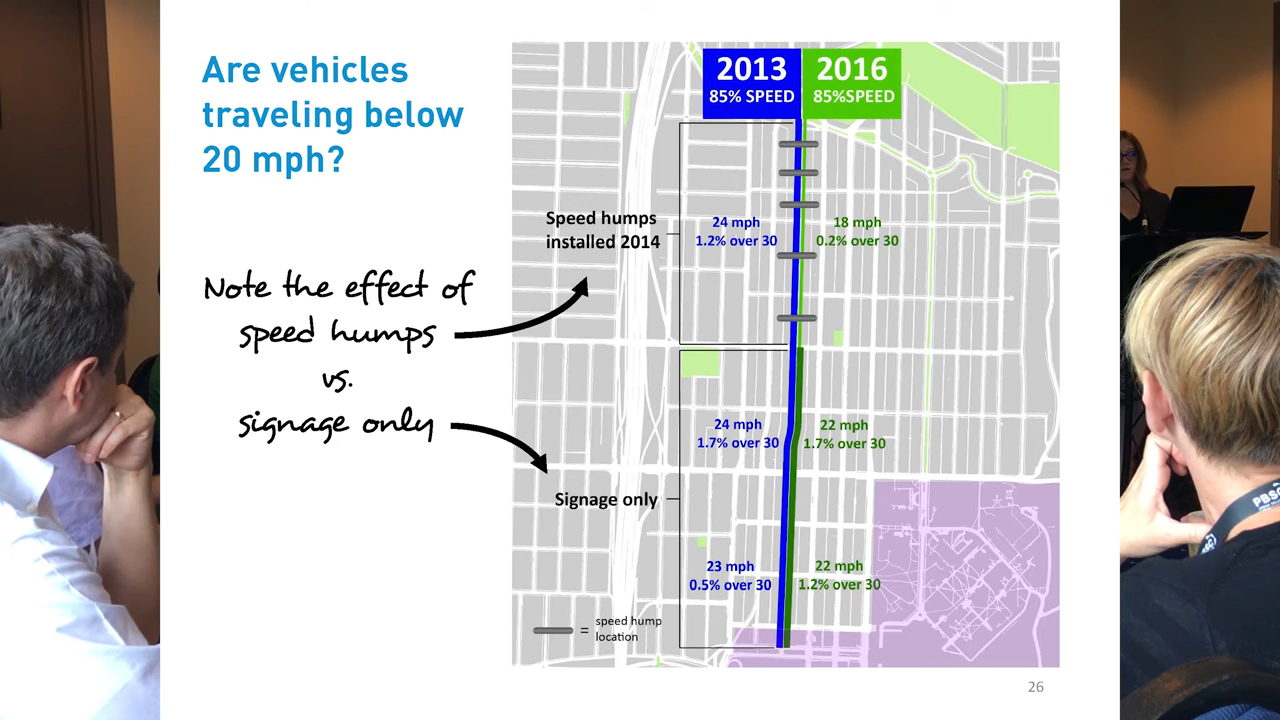 Are vehicles
traveling below
20 mph?
Note the effect of
speed humps
vs.
signage only
2013
85% SPEED
2016
85%SPEED
Speed humps
installed 2014
24 mph
1.2% over 30
18 mph
0.2% over 30
24 mph
1.7% over 30
22 mph
1.7% over 30
Signage only
23 mph
0.5% over 30
22 mph
1.2% over 30
= speed hump
location
26